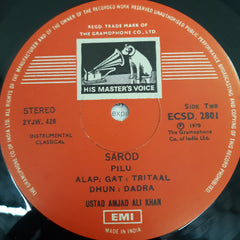 REGD. TRADE MARK OF
THE GRAMOPHONE CO. LTD.
HIS MASTER'S VOICE
STEREO
2YJW. 428
INSTRUMENTAL
CLASSICAL
Side Two
ECSD. 2801
℗ 1978
The Gramophone
Co. of India Ltd.
SAROD
PILU
ALAP: GAT: TRITAAL
DHUN: DADRA
USTAD AMJAD ALI KHAN
EMI
MADE IN INDIA